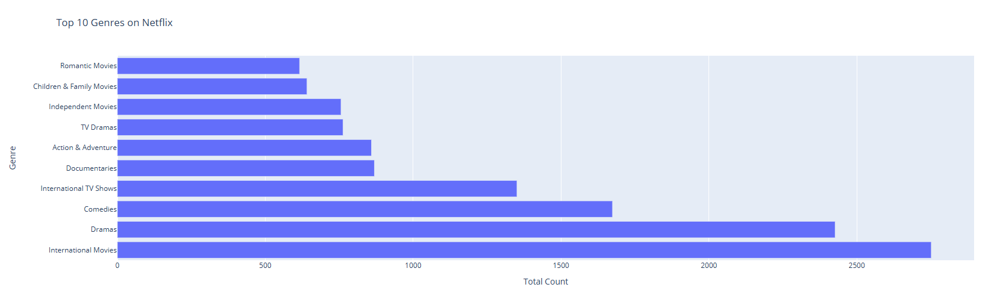 Top 10 Genres on Netflix
Genre
Romantic Movies
Children & Family Movies
Independent Movies
TV Dramas
Action & Adventure
Documentaries
International TV Shows
Comedies
Dramas
International Movies
0 500 1000 1500 2000 2500
Total Count